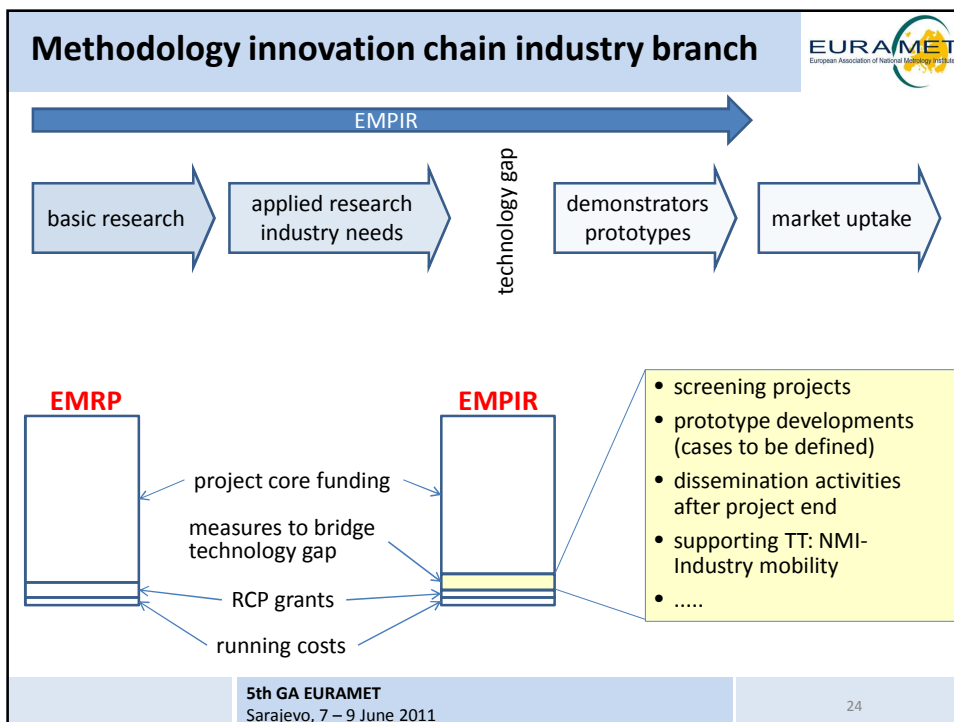 Methodology innovation chain industry branch
EURAMET
European Association of National Metrology Institutes
EMPIR
basic research
applied research
industry needs
technology gap
demonstrators
prototypes
market uptake
EMRP
EMPIR
project core funding
measures to bridge
technology gap
RCP grants
running costs
• screening projects
• prototype developments
(cases to be defined)
• dissemination activities
after project end
• supporting TT: NMI-
Industry mobility
• .....
5th GA EURAMET
Sarajevo, 7 – 9 June 2011
24